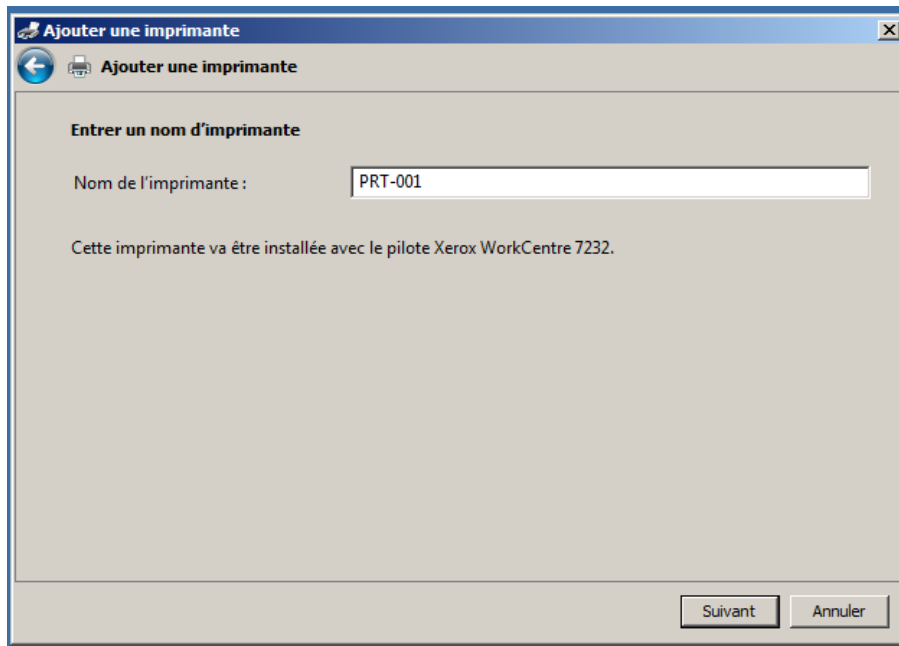 Ajouter une imprimante
Ajouter une imprimante
Entrer un nom d'imprimante
Nom de l'imprimante : PRT-001
Cette imprimante va être installée avec le pilote Xerox WorkCentre 7232.
Suivant Annuler